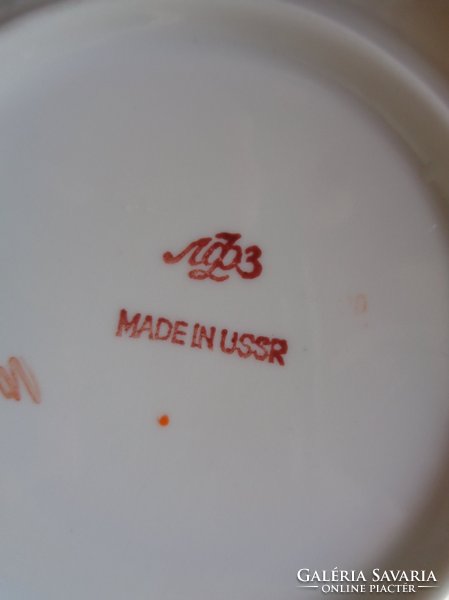 ЛФЗ
MADE IN USSR
GALÉRIA SAVARIA
ONLINE PIACTÉR